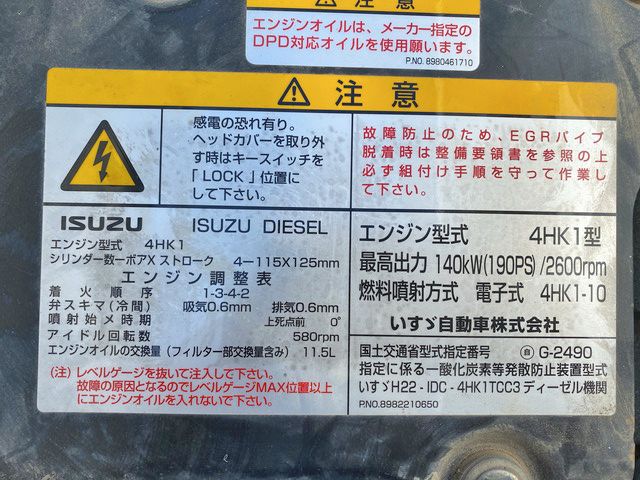 注意
エンジンオイルは、メーカー指定の
DPD対応オイルを使用願います。
P.NO. 8980461710
注意
感電の恐れ有り。
ヘッドカバーを取り外
す時はキースイッチを
「LOCK」位置に
して下さい。
故障防止のため、EGRパイプ
脱着時は整備要領書を参照の上
必ず組付け手順を守って作業し
て下さい。
ISUZU ISUZU DIESEL
エンジン型式 4HK1
シリンダー数ーボアXストローク 4－115X125mm
エンジン調整表
着火順序 1-3-4-2
弁スキマ(冷間) 吸気0.6mm 排気0.6mm
噴射始メ時期 上死点前 0°
アイドル回転数 580rpm
エンジンオイルの交換量(フィルター部交換量含み) 11.5L
(注) レベルゲージを抜いて注入して下さい。
故障の原因となるのでレベルゲージMAX位置以上
にエンジンオイルを入れないで下さい。
エンジン型式 4HK1型
最高出力 140kW(190PS)/2600rpm
燃料噴射方式 電子式 4HK1-10
いすゞ自動車株式会社
国土交通省型式指定番号 ㊂ G-2490
指定に係る一酸化炭素等発散防止装置型式
いすゞH22-IDC-4HK1TCC3ディーゼル機関
P.NO.8982210650